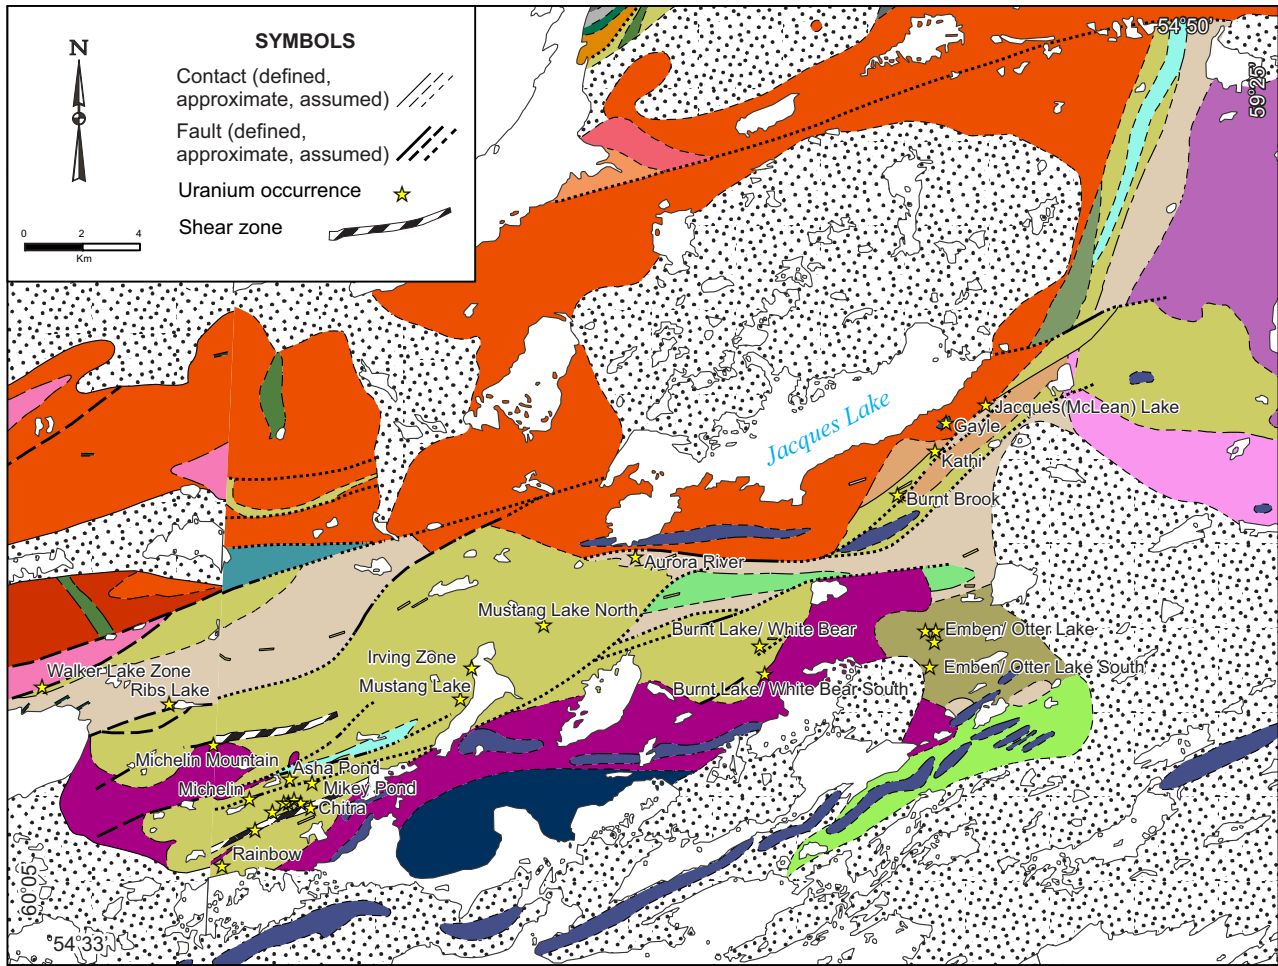 N
SYMBOLS
Contact (defined,
approximate, assumed)
Fault (defined,
approximate, assumed)
Uranium occurrence
Shear zone
0 2 4
Km
54°50'
59°25'
Jacques Lake
Jacques(McLean) Lake
Gayle
Kathi
Burnt Brook
Aurora River
Mustang Lake North
Burnt Lake/ White Bear
Emben/ Otter Lake
Irving Zone
Emben/ Otter Lake South
Walker Lake Zone
Mustang Lake
Burnt Lake/ White Bear South
Ribs Lake
Michelin Mountain
Asha Pond
Michelin
Mikey Pond
Chitra
Rainbow
60°05'
54°33'